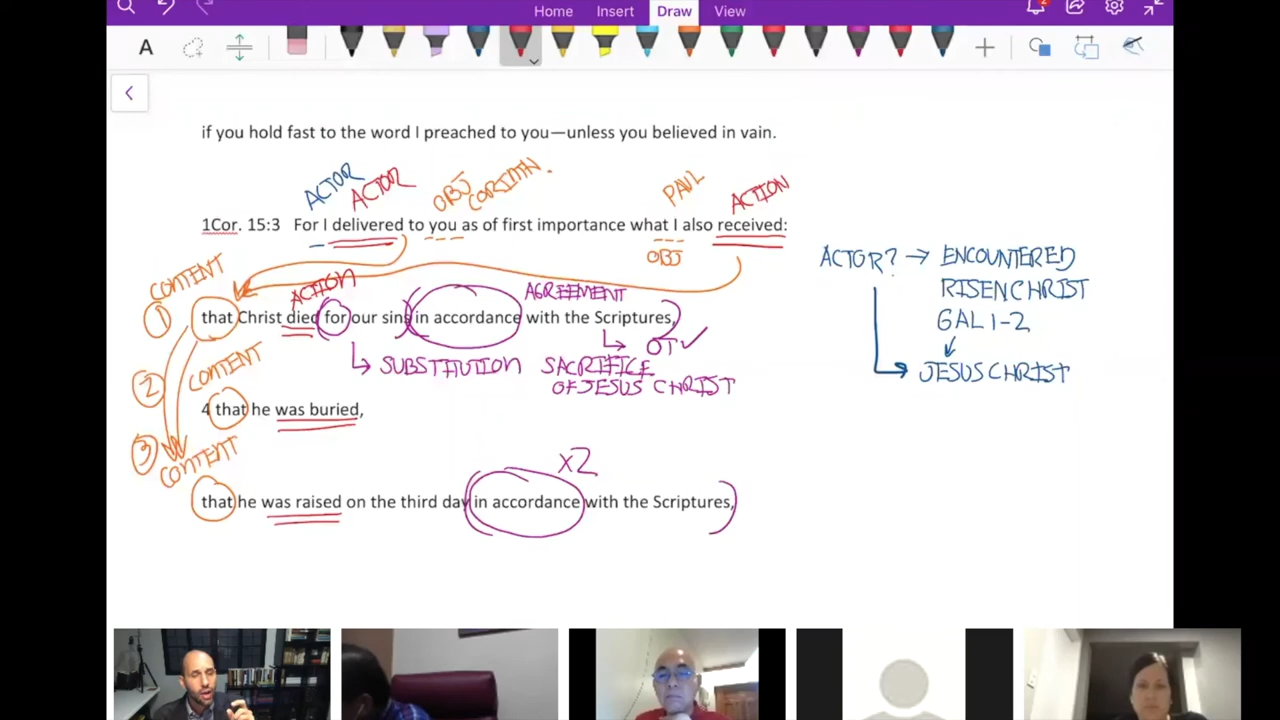 Home Insert Draw View
2
A
if you hold fast to the word I preached to you—unless you believed in vain.
ACTOR ACTOR OBJ CORINTH. PAUL ACTION
1Cor. 15:3 For I delivered to you as of first importance what I also received:
OBJ
ACTOR? → ENCOUNTERED
RISEN CHRIST
GAL 1-2
JESUS CHRIST
CONTENT ACTION AGREEMENT
1 that Christ died for our sins in accordance with the Scriptures,
OT
SUBSTITUTION SACRIFICE
OF JESUS CHRIST
2 CONTENT
4 that he was buried,
3 CONTENT
x2
that he was raised on the third day in accordance with the Scriptures,